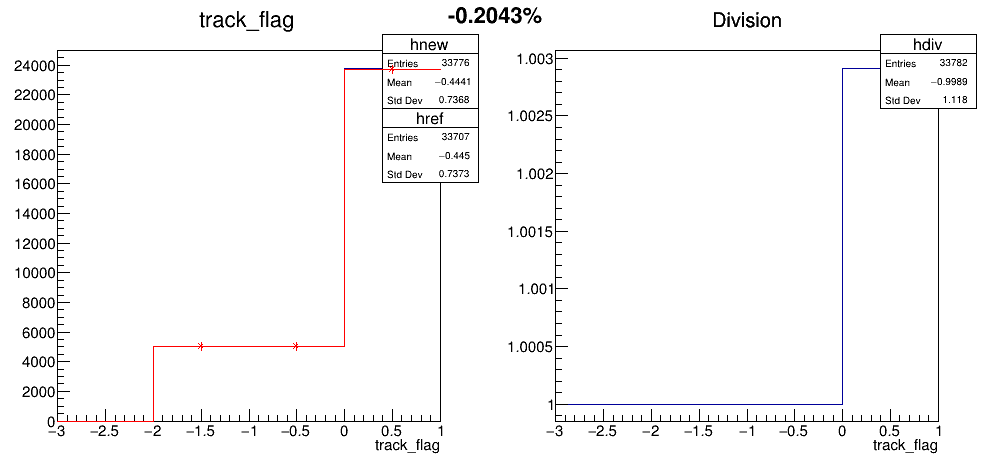 -0.2043%
track_flag
hnew
Entries 33776
Mean −0.4441
Std Dev 0.7368
href
Entries 33707
Mean −0.445
Std Dev 0.7373
24000
22000
20000
18000
16000
14000
12000
10000
8000
6000
4000
2000
0
−3 −2.5 −2 −1.5 −1 −0.5 0 0.5 1
track_flag
Division
hdiv
Entries 33782
Mean −0.9989
Std Dev 1.118
1.003
1.0025
1.002
1.0015
1.001
1.0005
1
−3 −2.5 −2 −1.5 −1 −0.5 0 0.5 1
track_flag